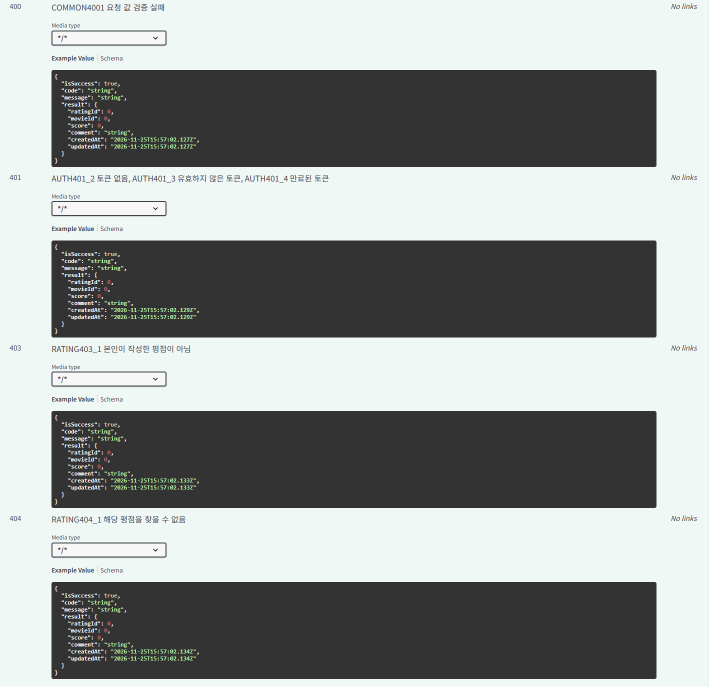 400 COMMON4001 요청 값 검증 실패 No links
Media type
*/*
Example Value | Schema
{
"isSuccess": true,
"code": "string",
"message": "string",
"result": {
"ratingId": 0,
"movieId": 0,
"score": 0,
"comment": "string",
"createdAt": "2026-11-25T15:57:02.127Z",
"updatedAt": "2026-11-25T15:57:02.127Z"
}
}
401 AUTH401_2 토큰 없음, AUTH401_3 유효하지 않은 토큰, AUTH401_4 만료된 토큰 No links
Media type
*/*
Example Value | Schema
{
"isSuccess": true,
"code": "string",
"message": "string",
"result": {
"ratingId": 0,
"movieId": 0,
"score": 0,
"comment": "string",
"createdAt": "2026-11-25T15:57:02.129Z",
"updatedAt": "2026-11-25T15:57:02.129Z"
}
}
403 RATING403_1 본인이 작성한 평점이 아님 No links
Media type
*/*
Example Value | Schema
{
"isSuccess": true,
"code": "string",
"message": "string",
"result": {
"ratingId": 0,
"movieId": 0,
"score": 0,
"comment": "string",
"createdAt": "2026-11-25T15:57:02.133Z",
"updatedAt": "2026-11-25T15:57:02.133Z"
}
}
404 RATING404_1 해당 평점을 찾을 수 없음 No links
Media type
*/*
Example Value | Schema
{
"isSuccess": true,
"code": "string",
"message": "string",
"result": {
"ratingId": 0,
"movieId": 0,
"score": 0,
"comment": "string",
"createdAt": "2026-11-25T15:57:02.134Z",
"updatedAt": "2026-11-25T15:57:02.134Z"
}
}